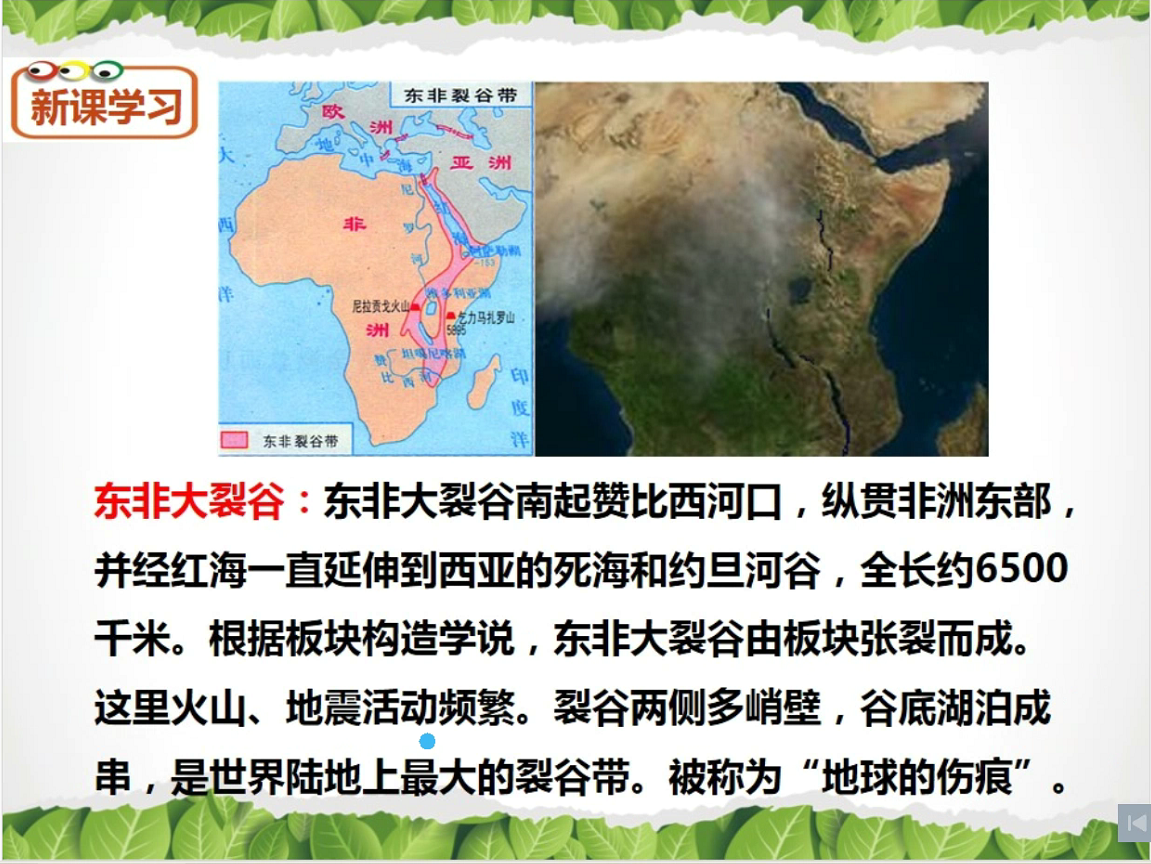 新课学习
东非裂谷带
欧
洲
地
中
海
亚洲
大
西
洋
非
洲
尼
罗
河
红
海
阿萨勒湖
-153
维多利亚湖
尼拉贡戈火山
乞力马扎罗山
5895
坦噶尼喀湖
赞
比
西
河
印
度
洋
东非裂谷带
东非大裂谷：东非大裂谷南起赞比西河口，纵贯非洲东部，
并经红海一直延伸到西亚的死海和约旦河谷，全长约6500
千米。根据板块构造学说，东非大裂谷由板块张裂而成。
这里火山、地震活动频繁。裂谷两侧多峭壁，谷底湖泊成
串，是世界陆地上最大的裂谷带。被称为“地球的伤痕”。